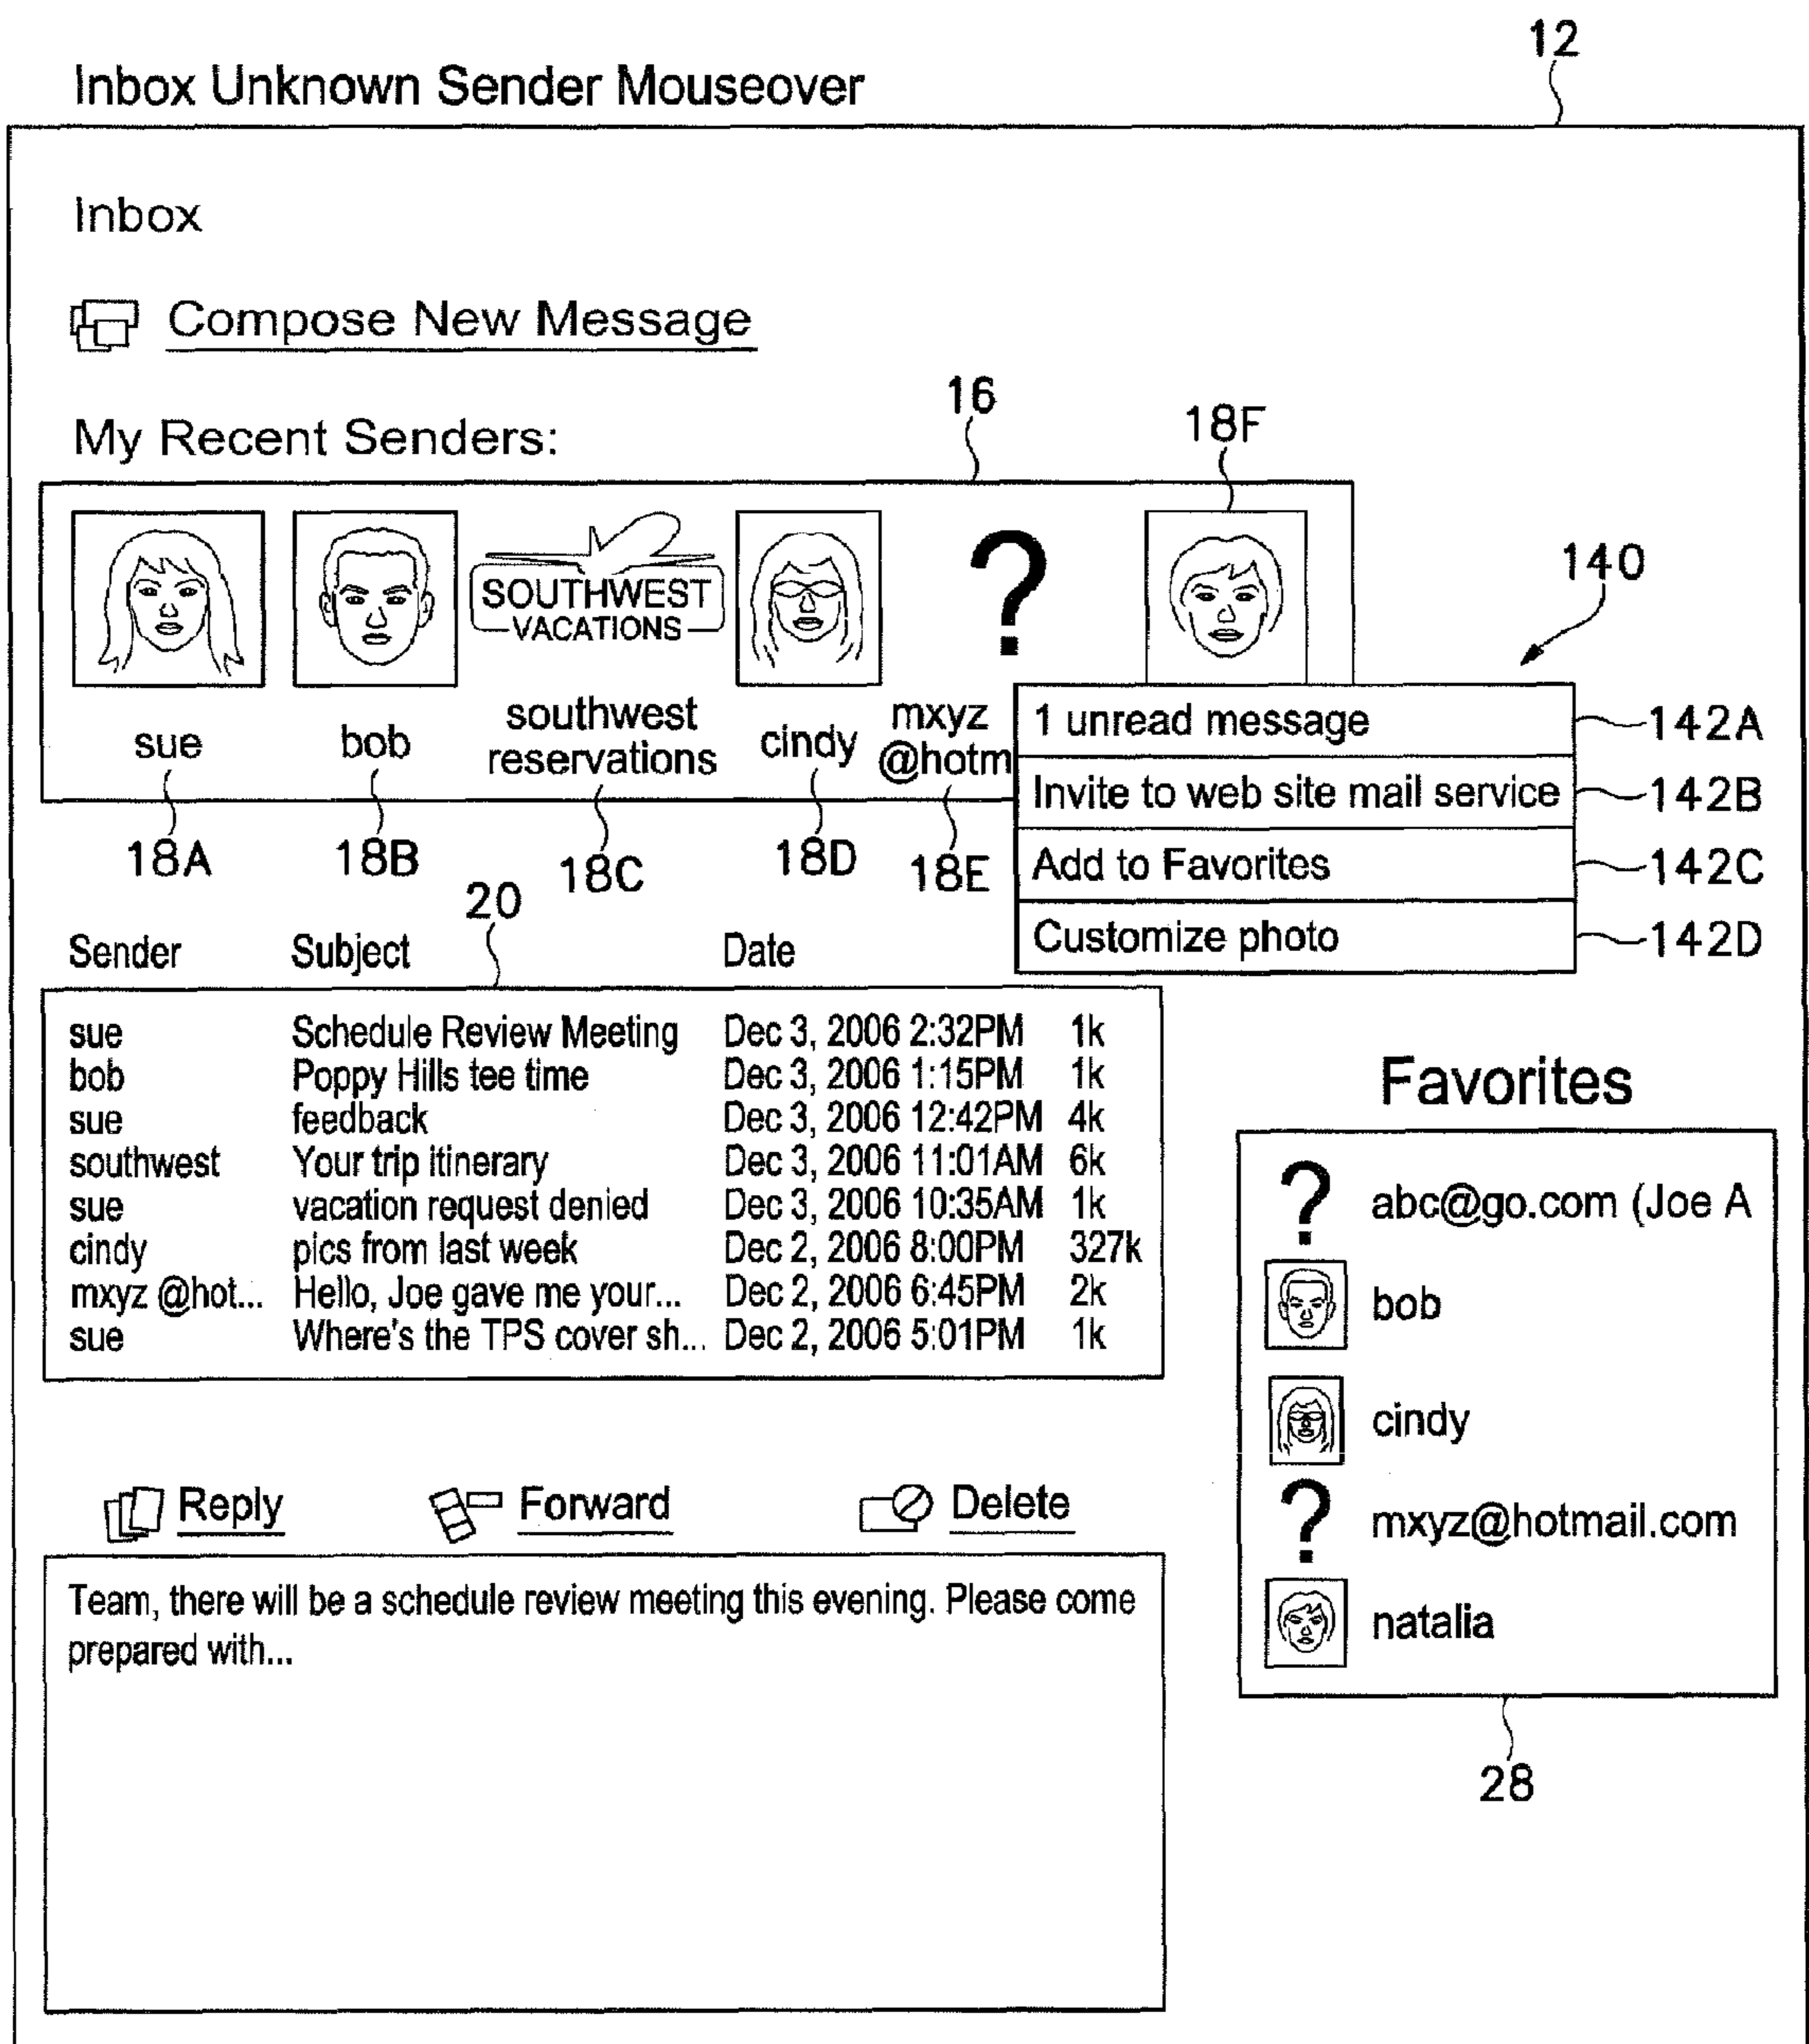 12
Inbox Unknown Sender Mouseover
Inbox
Compose New Message
My Recent Senders:
16
18F
140
?
SOUTHWEST
VACATIONS
sue
bob
southwest
reservations
cindy
mxyz
@hotm
1 unread message
142A
Invite to web site mail service
142B
Add to Favorites
142C
Customize photo
142D
18A
18B
18C
18D
18E
20
Sender Subject Date
sue Schedule Review Meeting Dec 3, 2006 2:32PM 1k
bob Poppy Hills tee time Dec 3, 2006 1:15PM 1k
sue feedback Dec 3, 2006 12:42PM 4k
southwest Your trip itinerary Dec 3, 2006 11:01AM 6k
sue vacation request denied Dec 3, 2006 10:35AM 1k
cindy pics from last week Dec 2, 2006 8:00PM 327k
mxyz @hot... Hello, Joe gave me your... Dec 2, 2006 6:45PM 2k
sue Where's the TPS cover sh... Dec 2, 2006 5:01PM 1k
Favorites
? abc@go.com (Joe A
bob
cindy
? mxyz@hotmail.com
natalia
28
Reply Forward Delete
Team, there will be a schedule review meeting this evening. Please come
prepared with...